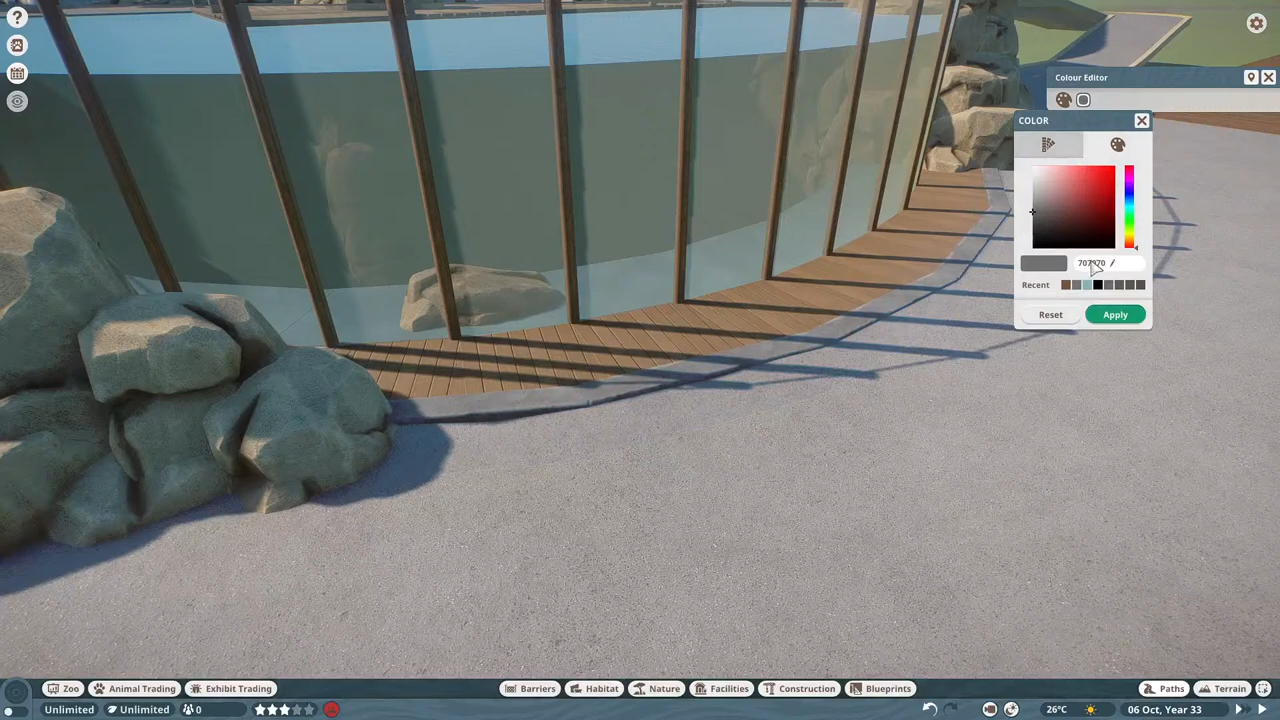 Colour Editor
COLOR
707070
Recent
Reset
Apply
Zoo
Animal Trading
Exhibit Trading
Barriers
Habitat
Nature
Facilities
Construction
Blueprints
Paths
Terrain
Unlimited
Unlimited
0
26°C
06 Oct, Year 33